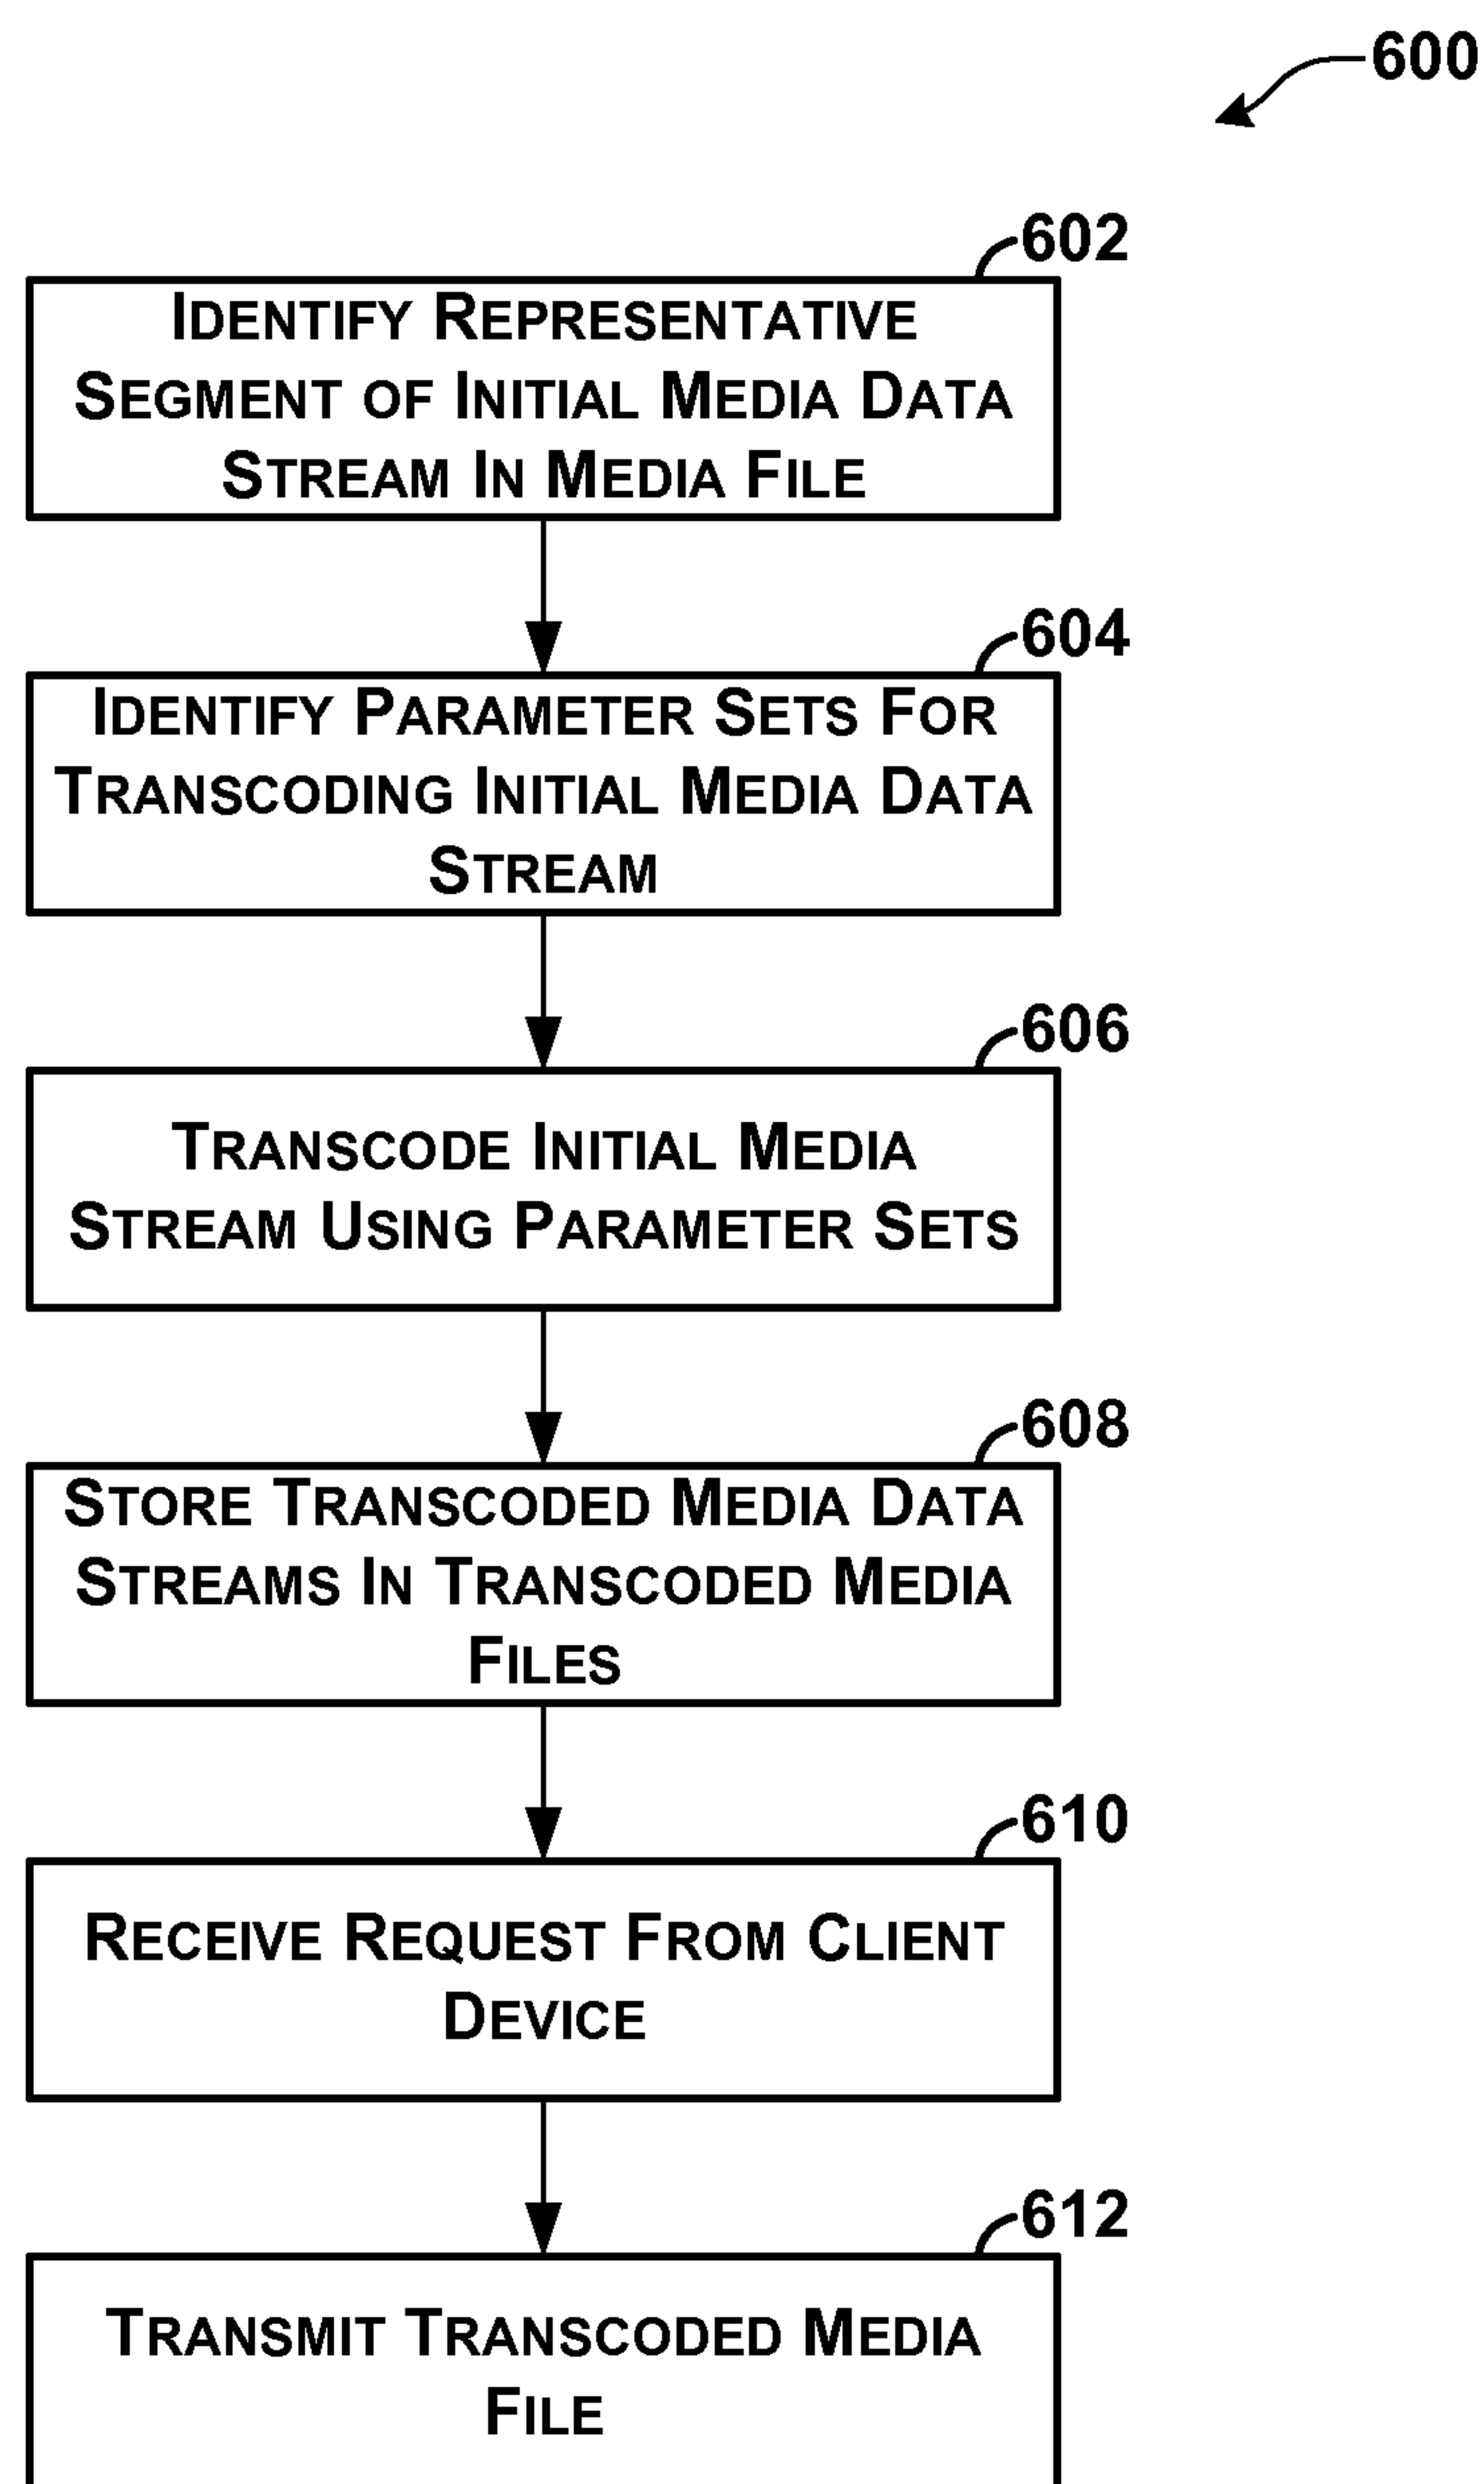 600
602
IDENTIFY REPRESENTATIVE
SEGMENT OF INITIAL MEDIA DATA
STREAM IN MEDIA FILE
604
IDENTIFY PARAMETER SETS FOR
TRANSCODING INITIAL MEDIA DATA
STREAM
606
TRANSCODE INITIAL MEDIA
STREAM USING PARAMETER SETS
608
STORE TRANSCODED MEDIA DATA
STREAMS IN TRANSCODED MEDIA
FILES
610
RECEIVE REQUEST FROM CLIENT
DEVICE
612
TRANSMIT TRANSCODED MEDIA
FILE